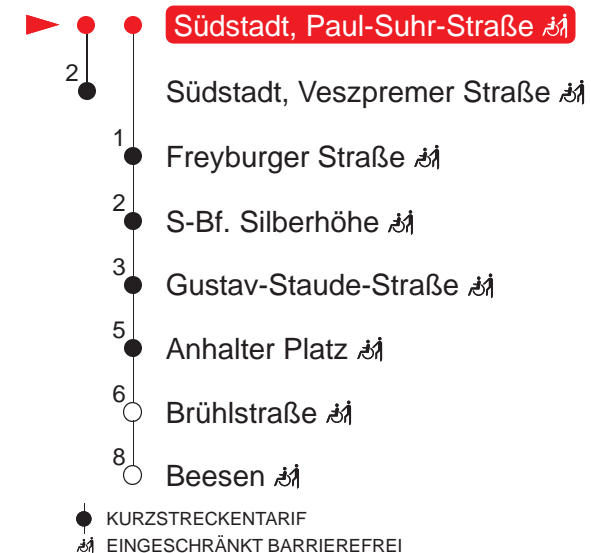 Südstadt, Paul-Suhr-Straße
2 Südstadt, Veszpremer Straße
1 Freyburger Straße
2 S-Bf. Silberhöhe
3 Gustav-Staude-Straße
5 Anhalter Platz
6 Brühlstraße
8 Beesen
KURZSTRECKENTARIF
EINGESCHRÄNKT BARRIEREFREI